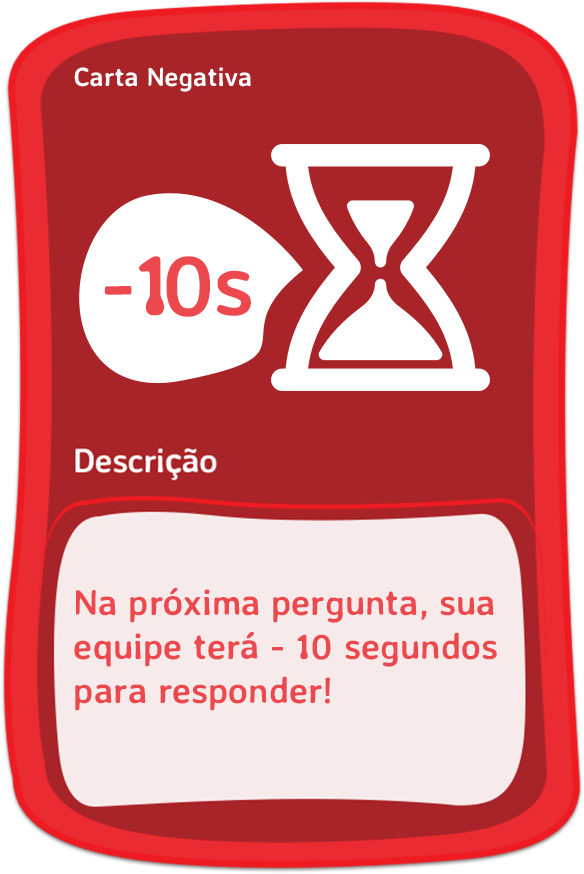 Carta Negativa
-10s
Descrição
Na próxima pergunta, sua
equipe terá - 10 segundos
para responder!